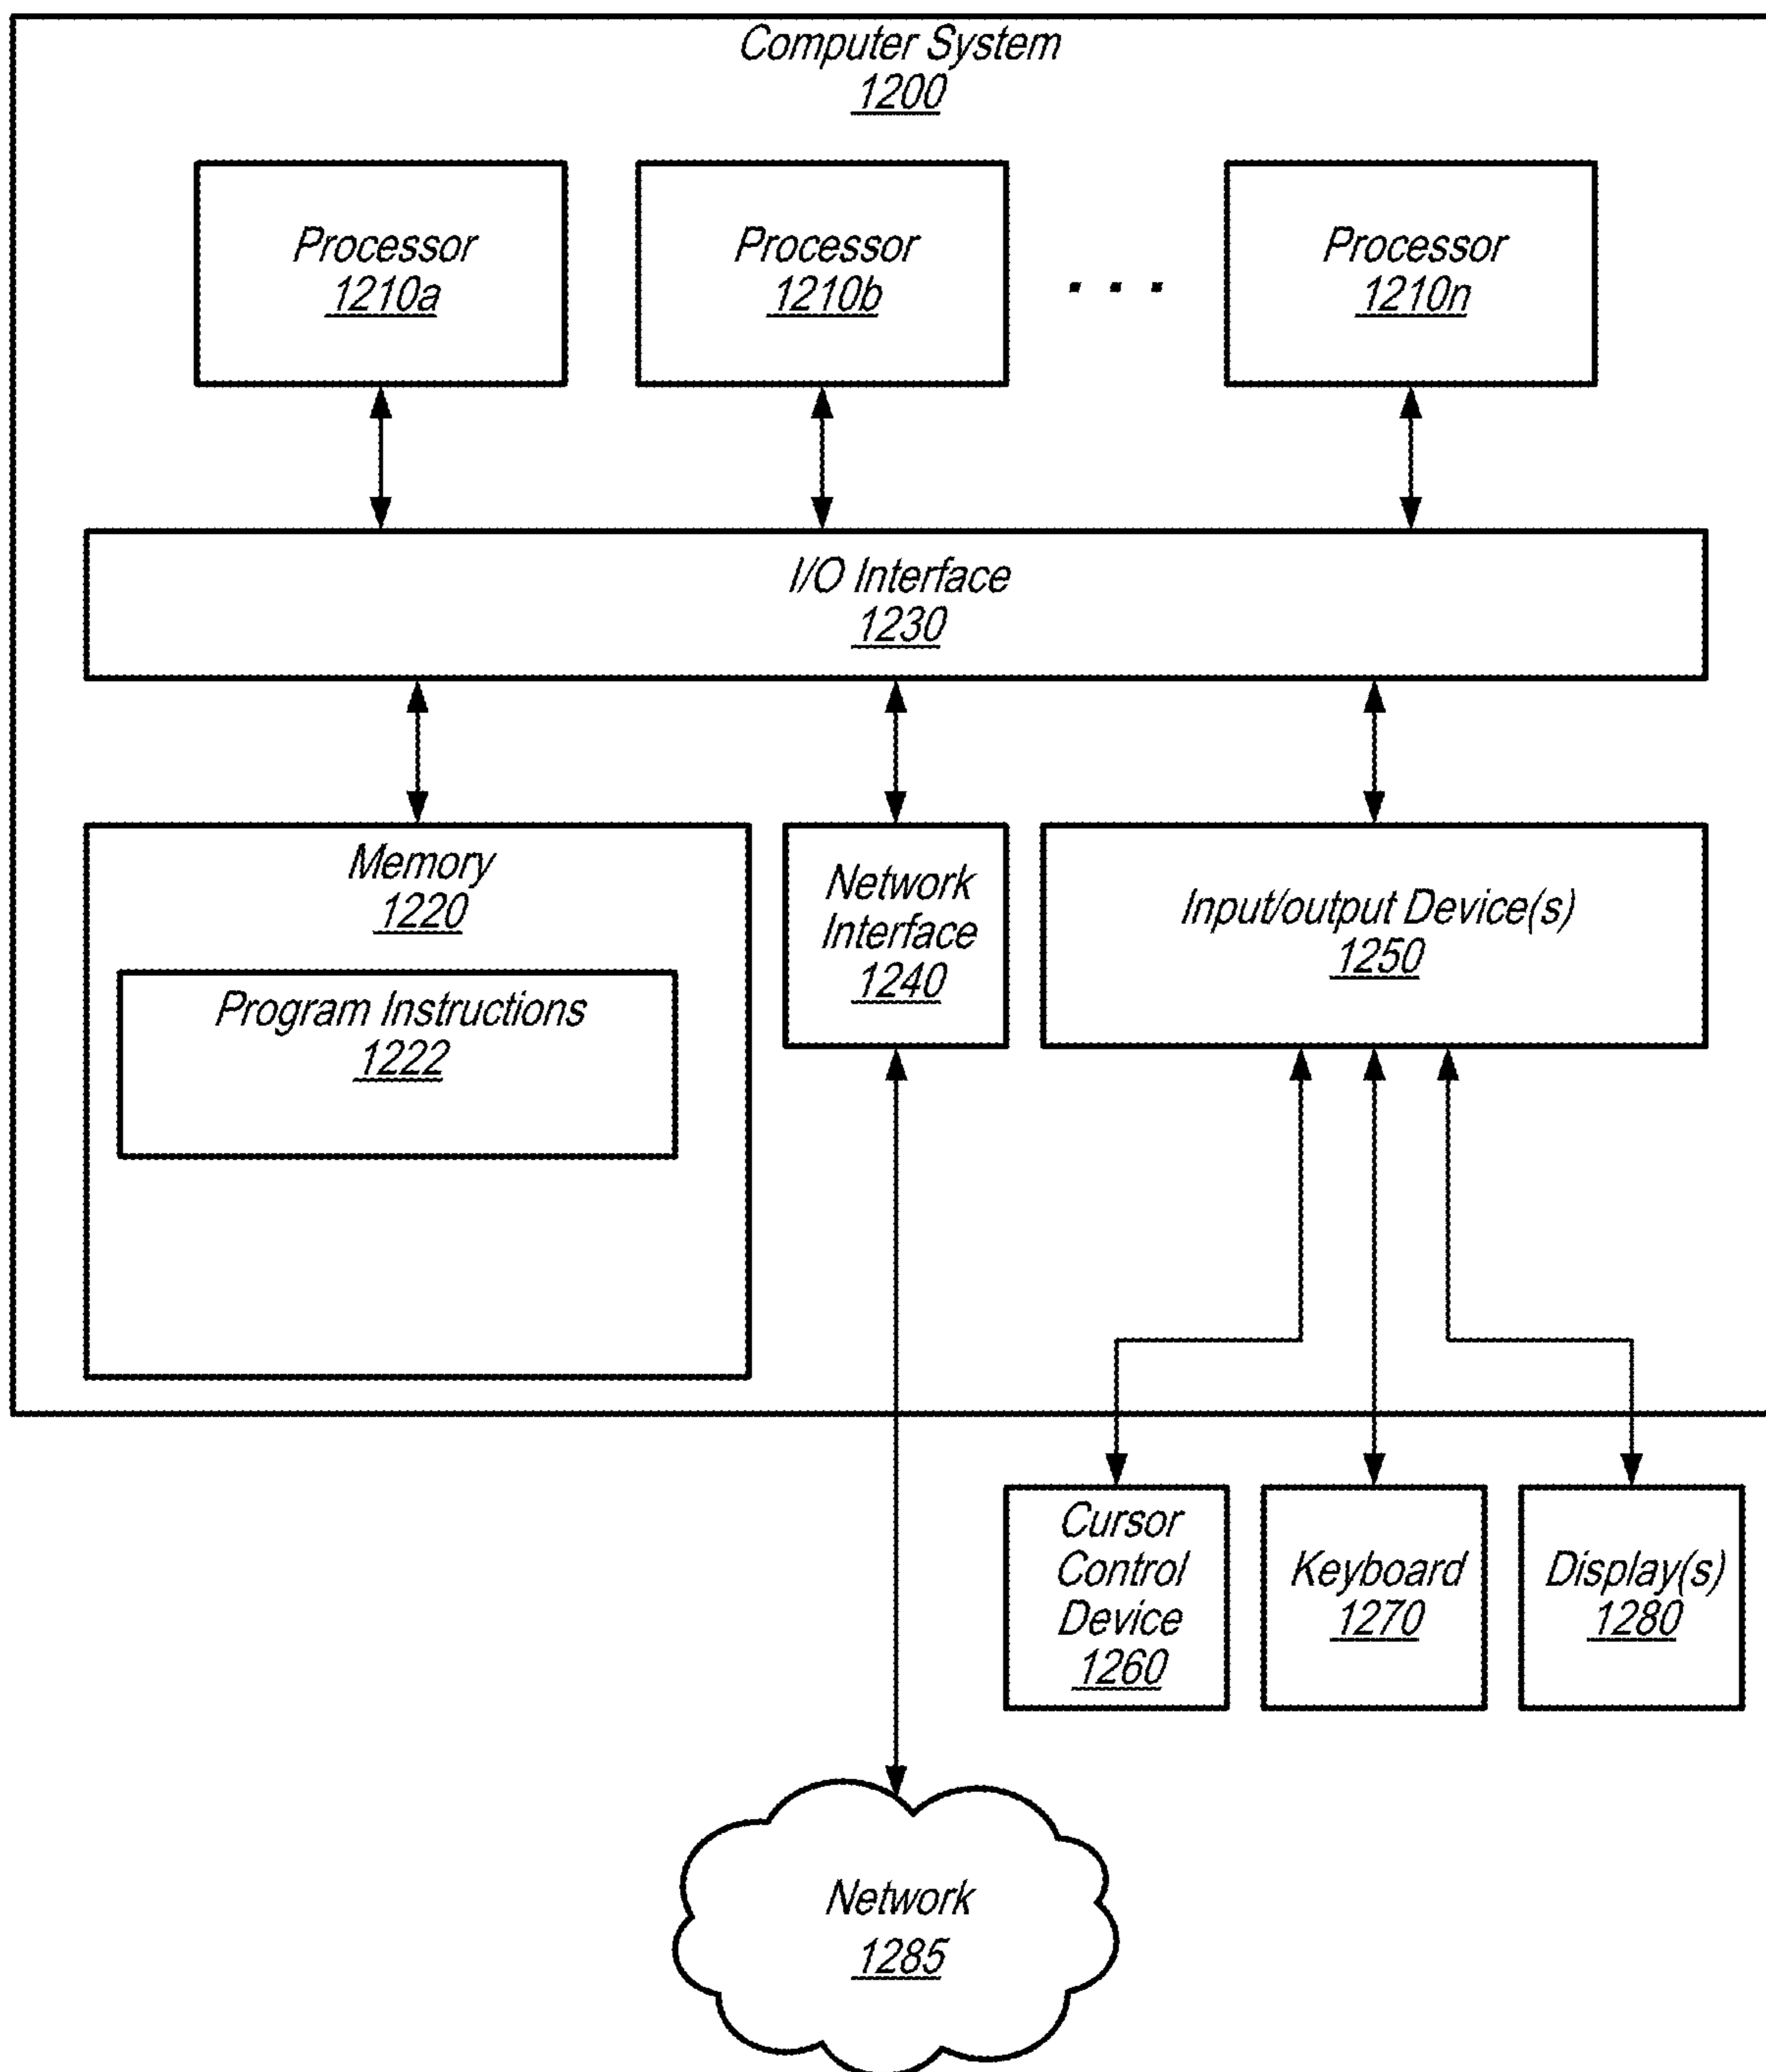 Computer System
1200
Processor
1210a
Processor
1210b
. . .
Processor
1210n
I/O Interface
1230
Memory
1220
Program Instructions
1222
Network
Interface
1240
Input/output Device(s)
1250
Cursor
Control
Device
1260
Keyboard
1270
Display(s)
1280
Network
1285